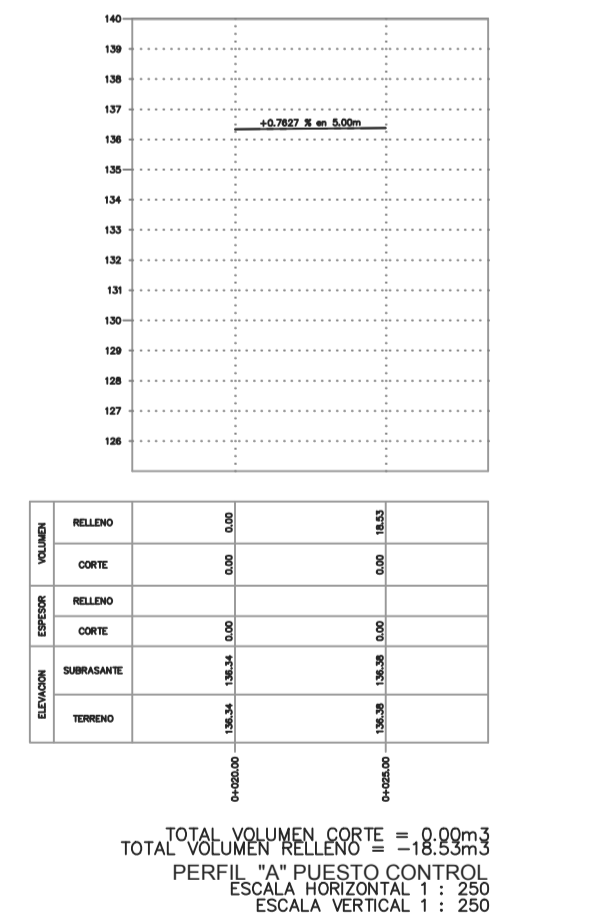 140
139
138
137
+0.7627 % en 5.00m
136
135
134
133
132
131
130
129
128
127
126
VOLUMEN
RELLENO 0.00 18.53
CORTE 0.00 0.00
ESPESOR
RELLENO
CORTE 0.00 0.00
ELEVACION
SUBRASANTE 136.34 136.38
TERRENO 136.34 136.38
0+020.00 0+025.00
TOTAL VOLUMEN CORTE = 0.00m3
TOTAL VOLUMEN RELLENO = -18.53m3
PERFIL "A" PUESTO CONTROL
ESCALA HORIZONTAL 1 : 250
ESCALA VERTICAL 1 : 250